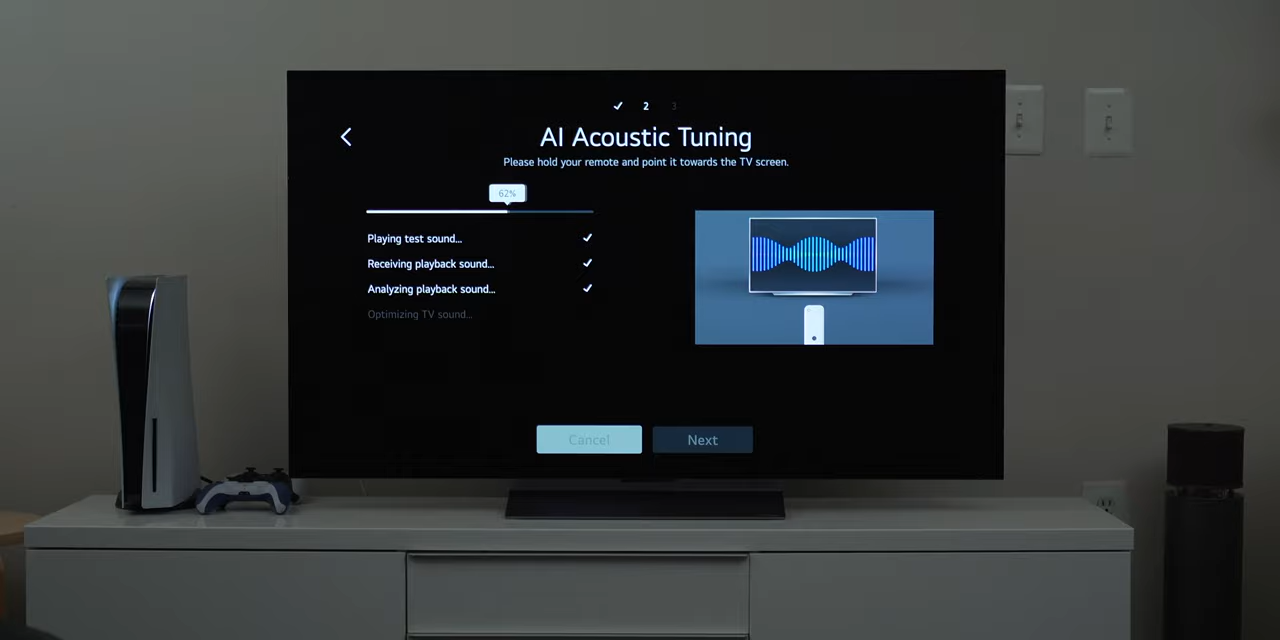 2 3
AI Acoustic Tuning
Please hold your remote and point it towards the TV screen.
62%
Playing test sound...
Receiving playback sound...
Analyzing playback sound...
Optimizing TV sound...
Cancel Next